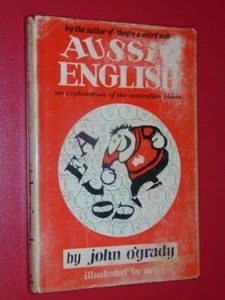 by the author of 'they're a weird mob'
AUSSIE
ENGLISH
an explanation of the australian idiom
by john o'grady
illustrated by